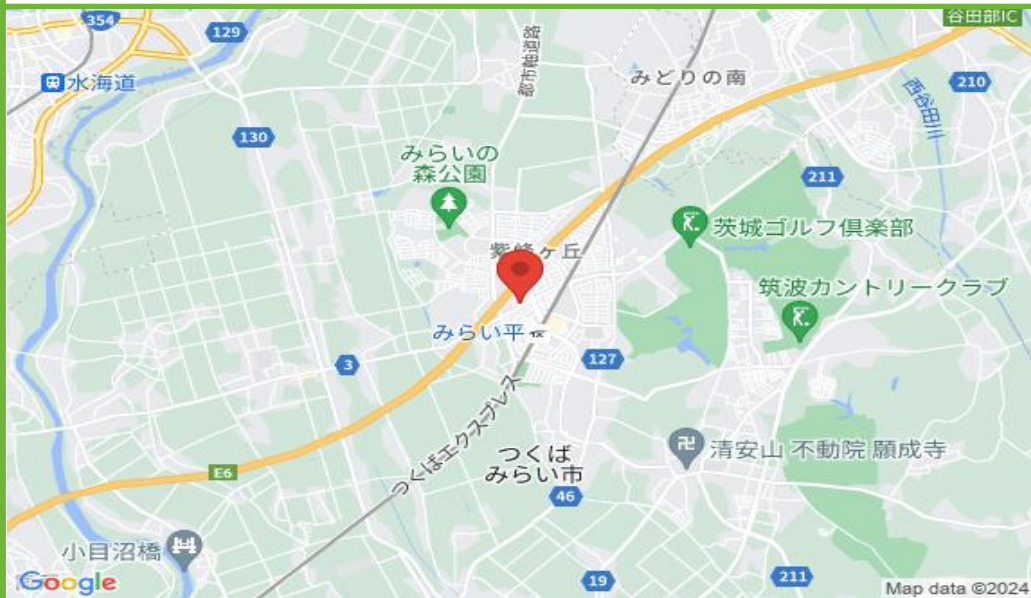 354
129
谷田部IC
水海道
都市軸道路
みどりの南
210
西谷田川
130
みらいの
森公園
211
茨城ゴルフ倶楽部
紫峰ヶ丘
筑波カントリークラブ
みらい平
127
3
つくばエクスプレス
つくば
みらい市
清安山 不動院 願成寺
E6
46
小目沼橋
19
211
Google
Map data ©2024